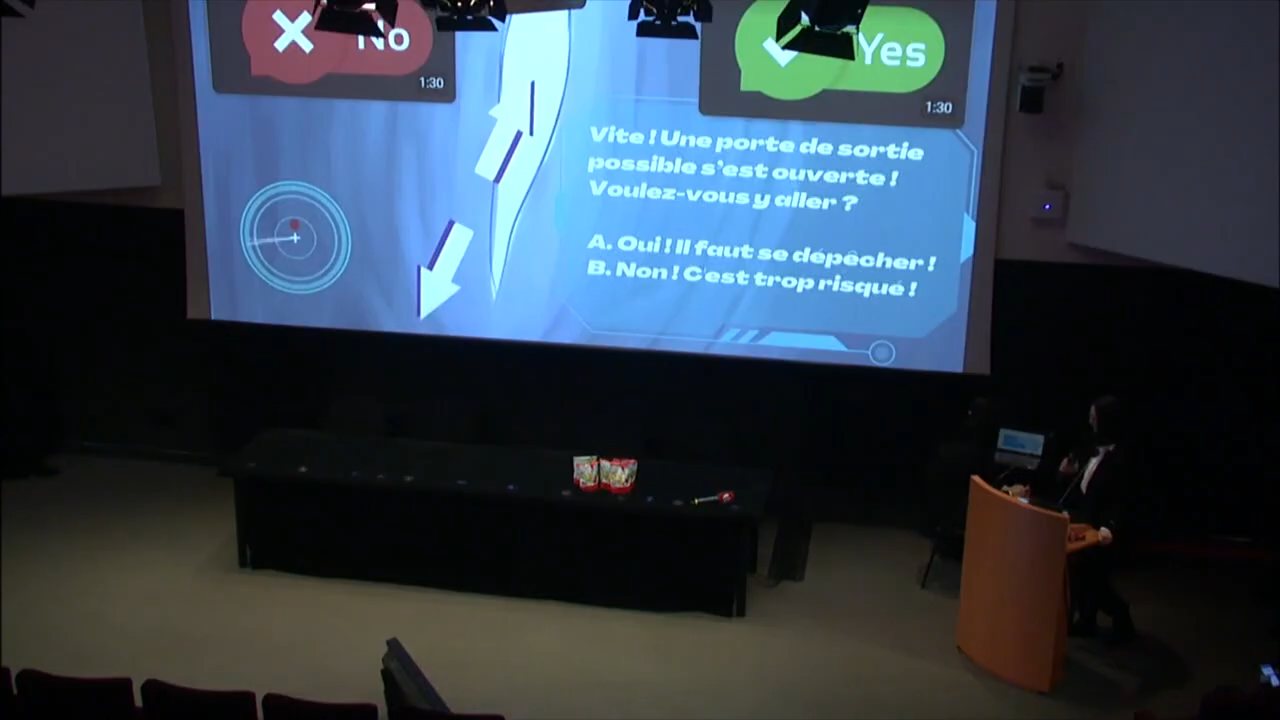 No
1:30
Yes
1:30
Vite ! Une porte de sortie
possible s'est ouverte !
Voulez-vous y aller ?
A. Oui ! Il faut se dépêcher !
B. Non ! C'est trop risqué !